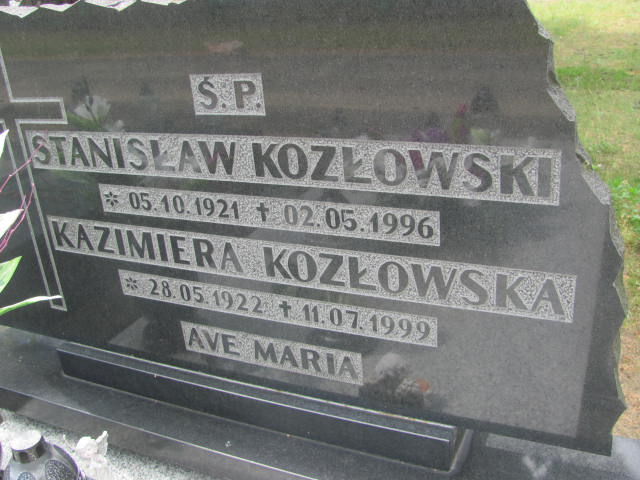 Ś.P.
STANISŁAW KOZŁOWSKI
* 05.10.1921 ✝ 02.05.1996
KAZIMIERA KOZŁOWSKA
* 28.05.1922 ✝ 11.07.1999
AVE MARIA